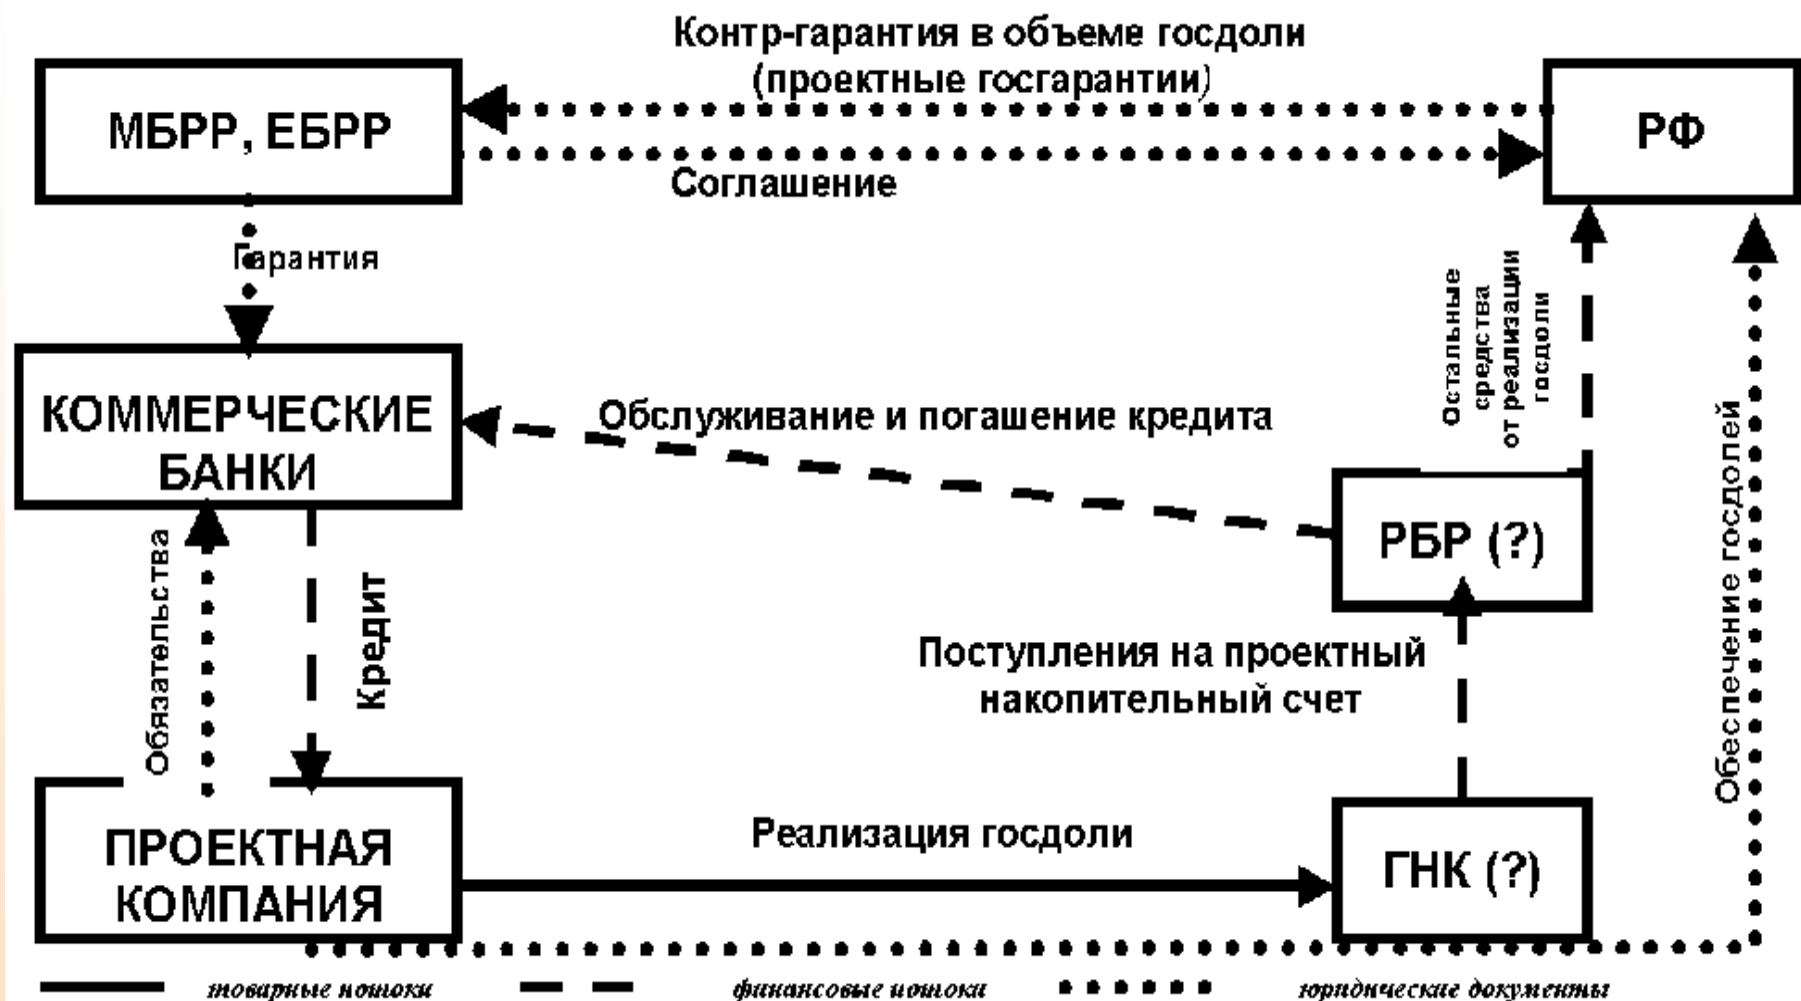 Контр-гарантия в объеме госдоли
(проектные госгарантии)
МБРР, ЕБРР
РФ
Соглашение
Гарантия
Остальные
средства
от реализации
госдоли
КОММЕРЧЕСКИЕ
БАНКИ
Обслуживание и погашение кредита
Обеспечение госдолей
РБР (?)
Обязательства
Кредит
Поступления на проектный
накопительный счет
ПРОЕКТНАЯ
КОМПАНИЯ
Реализация госдоли
ГНК (?)
товарные потоки
финансовые потоки
юридические документы